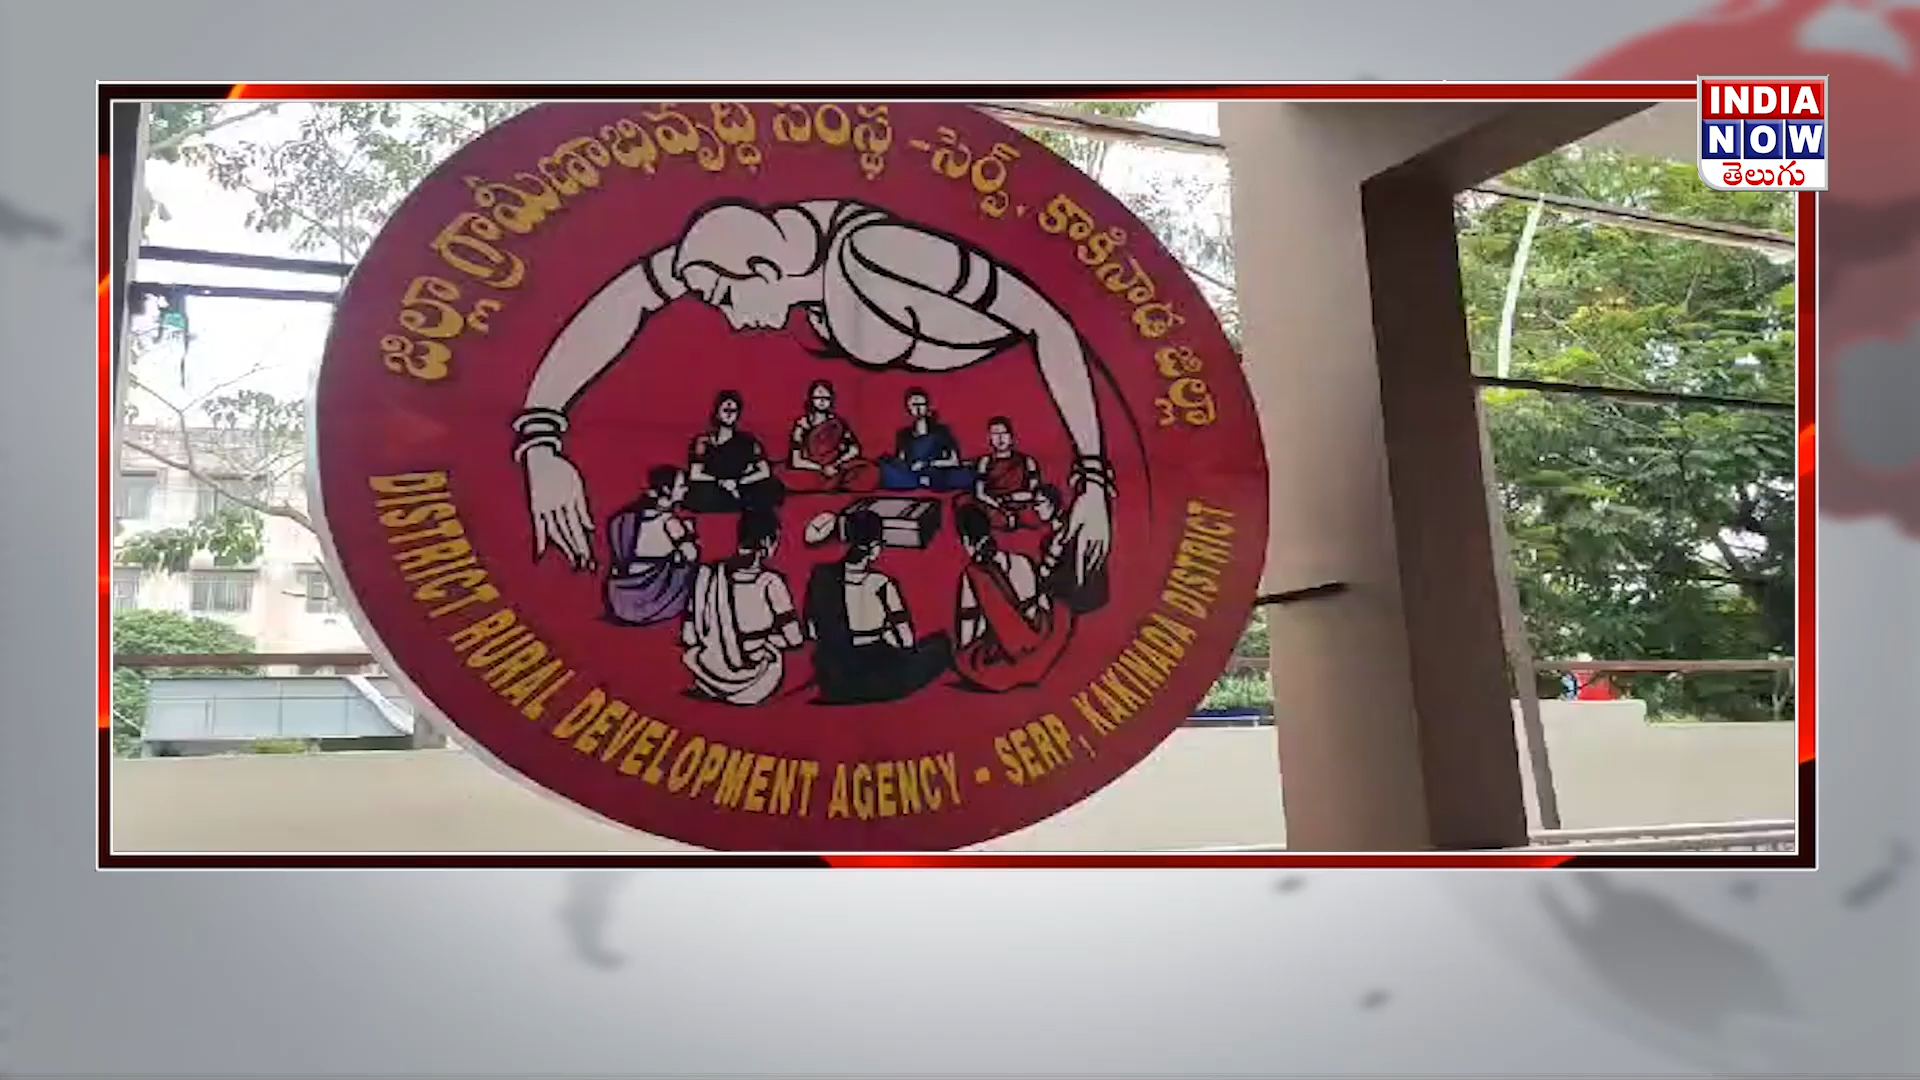 INDIA
NOW
తెలుగు
జిల్లా గ్రామీణాభివృద్ధి సంస్థ - సెర్ప్, కాకినాడ జిల్లా
DISTRICT RURAL DEVELOPMENT AGENCY - SERP, KAKINADA DISTRICT